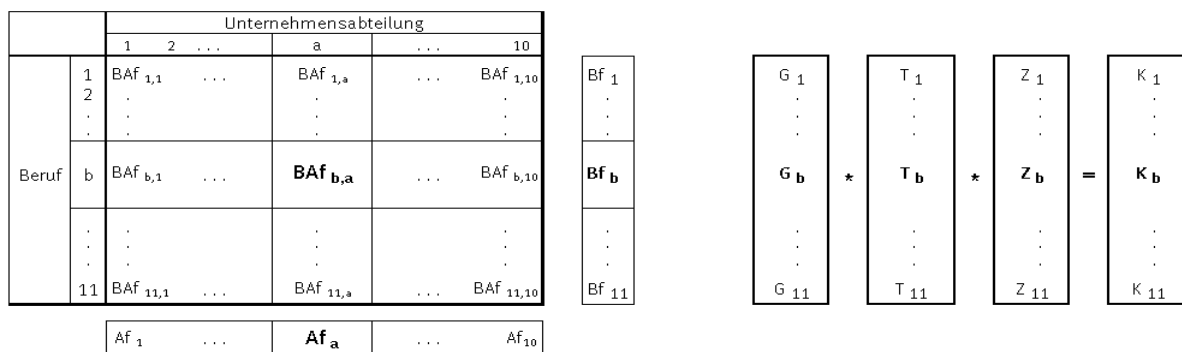 Unternehmensabteilung
1 2 ... a ... 10
1 BAf 1,1 ... BAf 1,a BAf 1,10 Bf 1 G 1 T 1 Z 1 K 1
2 . . . . . . . .
. . . . . . . . .
. . . . . . . . .
Beruf b BAf b,1 ... BAf b,a ... BAf b,10 Bf b G b * T b * Z b = K b
. . . . . . . . .
. . . . . . . . .
. . . . . . . . .
11 BAf 11,1 ... BAf 11,a ... BAf 11,10 Bf 11 G 11 T 11 Z 11 K 11
Af 1 ... Af a ... Af 10